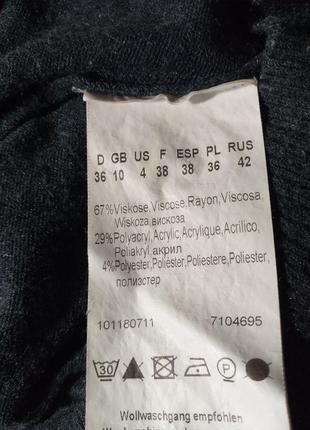 D GB US F ESP PL RUS
36 10 4 38 38 36 42
67%Viskose,Viscose,Rayon,Viscosa,
Wiskoza,вискоза
29%Polyacryl,Acrylic,Acrylique,Acrilico,
Poliakryl,акрил
4%Polyester,Poliéster,Poliestere,Poliester,
полиэстер
101180711 7104695
30 P
Wollwaschgang empfohlen